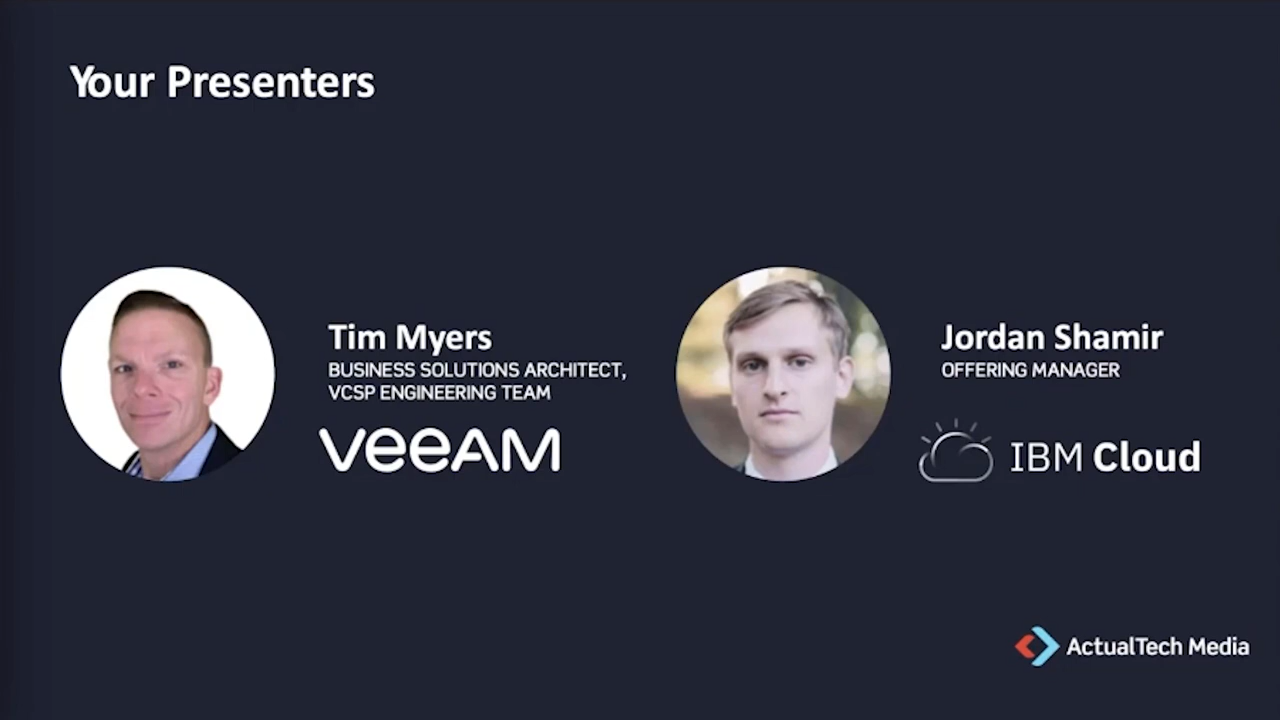 Your Presenters
Tim Myers
BUSINESS SOLUTIONS ARCHITECT,
VCSP ENGINEERING TEAM
veeAM
Jordan Shamir
OFFERING MANAGER
IBM Cloud
ActualTech Media